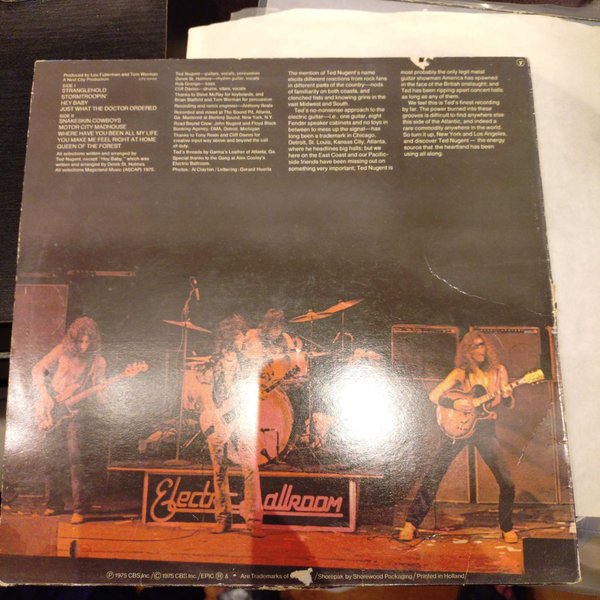 Produced by Lou Futterman and Tom Werman
A Next City Production
SIDE I
STRANGLEHOLD
STORMTROOPIN'
HEY BABY
JUST WHAT THE DOCTOR ORDERED
SIDE II
SNAKESKIN COWBOYS
MOTOR CITY MADHOUSE
WHERE HAVE YOU BEEN ALL MY LIFE
YOU MAKE ME FEEL RIGHT AT HOME
QUEEN OF THE FOREST
All selections written and arranged by
Ted Nugent, except "Hey Baby," which was
written and arranged by Derek St. Holmes.
All selections Magicland Music (ASCAP) 1975.
Ted Nugent—guitars, vocals, percussion
Derek St. Holmes—rhythm guitar, vocals
Rob Grange—bass
Cliff Davies—drums, vibes, vocals
Thanks to Steve McRay for keyboards, and
Brian Staffeld and Tom Werman for percussion
Recording and remix engineer—Anthony Reale
Recorded and mixed at The Sound Pit, Atlanta,
Ga. Mastered at Sterling Sound, New York, N.Y.
Road/Sound Crew: John Nugent and Floyd Black
Booking Agency: DMA, Detroit, Michigan
Thanks to Tony Reale and Cliff Davies for
creative input way above and beyond the call
of duty
Ted's threads by Garma's Leather of Atlanta, Ga.
Special thanks to the Gang at Alex Cooley's
Electric Ballroom.
Photos: Al Clayton/Lettering: Gerard Huerta
The mention of Ted Nugent's name
elicits different reactions from rock fans
in different parts of the country—nods
of familiarity on both coasts, and
clenched fists and knowing grins in the
vast Midwest and South.
Ted's no-nonsense approach to the
electric guitar—i.e., one guitar, eight
Fender speaker cabinets and no toys in
between to mess up the signal—has
long been a trademark in Chicago,
Detroit, St. Louis, Kansas City, Atlanta,
where he headlines big halls; but we
here on the East Coast and our Pacific-
side friends have been missing out on
something very important. Ted Nugent is
most probably the only legit metal
guitar showman America has spawned
in the face of the British onslaught; and
Ted has been ripping apart concert halls
as long as any of them.
We feel this is Ted's finest recording
by far. The power buried into these
grooves is difficult to find anywhere else
this side of the Atlantic, and indeed a
rare commodity anywhere in the world.
So turn it up, New York and Los Angeles
and discover Ted Nugent — the energy
source that the heartland has been
using all along.
Electric Ballroom
Ⓟ 1975 CBS Inc./© 1975 CBS Inc./EPIC ® & Are Trademarks of /Shorepak by Shorewood Packaging/Printed in Holland/